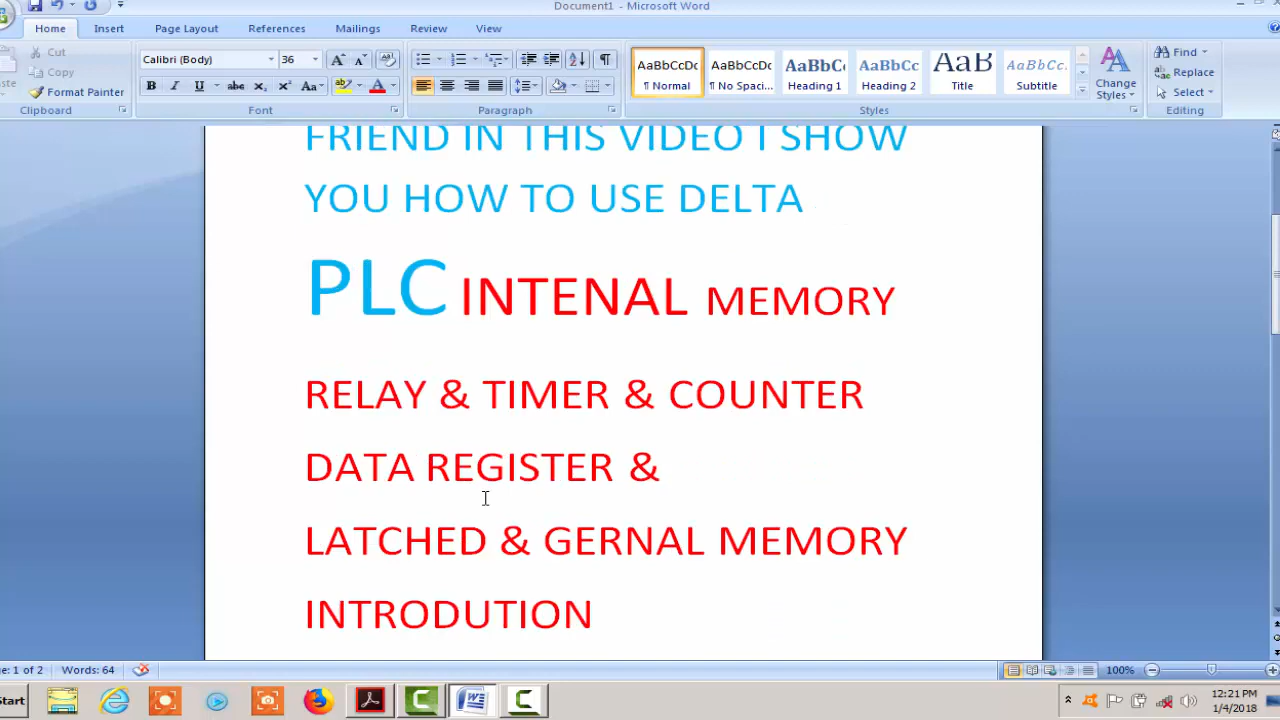 Document1 - Microsoft Word
Home Insert Page Layout References Mailings Review View
Cut
Copy
Format Painter
Clipboard
Calibri (Body) 36
Font
Paragraph
AaBbCcDc AaBbCcDc AaBbC AaBbCc AaB AaBbCc.
¶ Normal ¶ No Spaci... Heading 1 Heading 2 Title Subtitle
Change Styles
Styles
Find
Replace
Select
Editing
FRIEND IN THIS VIDEO I SHOW
YOU HOW TO USE DELTA
PLC INTENAL MEMORY
RELAY & TIMER & COUNTER
DATA REGISTER &
LATCHED & GERNAL MEMORY
INTRODUTION
1 of 2 Words: 64 100%
Start 12:21 PM
1/4/2018